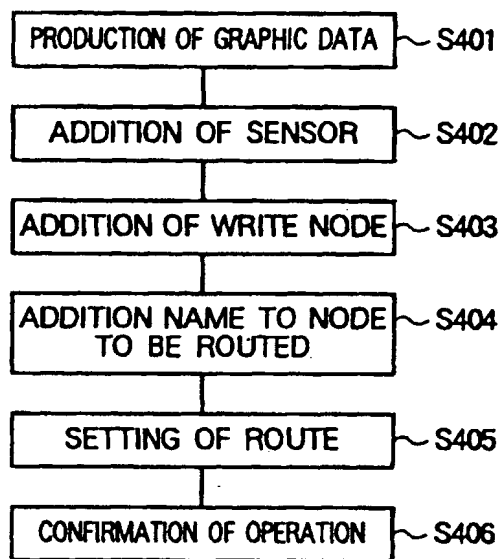 PRODUCTION OF GRAPHIC DATA S401
ADDITION OF SENSOR S402
ADDITION OF WRITE NODE S403
ADDITION NAME TO NODE S404
TO BE ROUTED
SETTING OF ROUTE S405
CONFIRMATION OF OPERATION S406